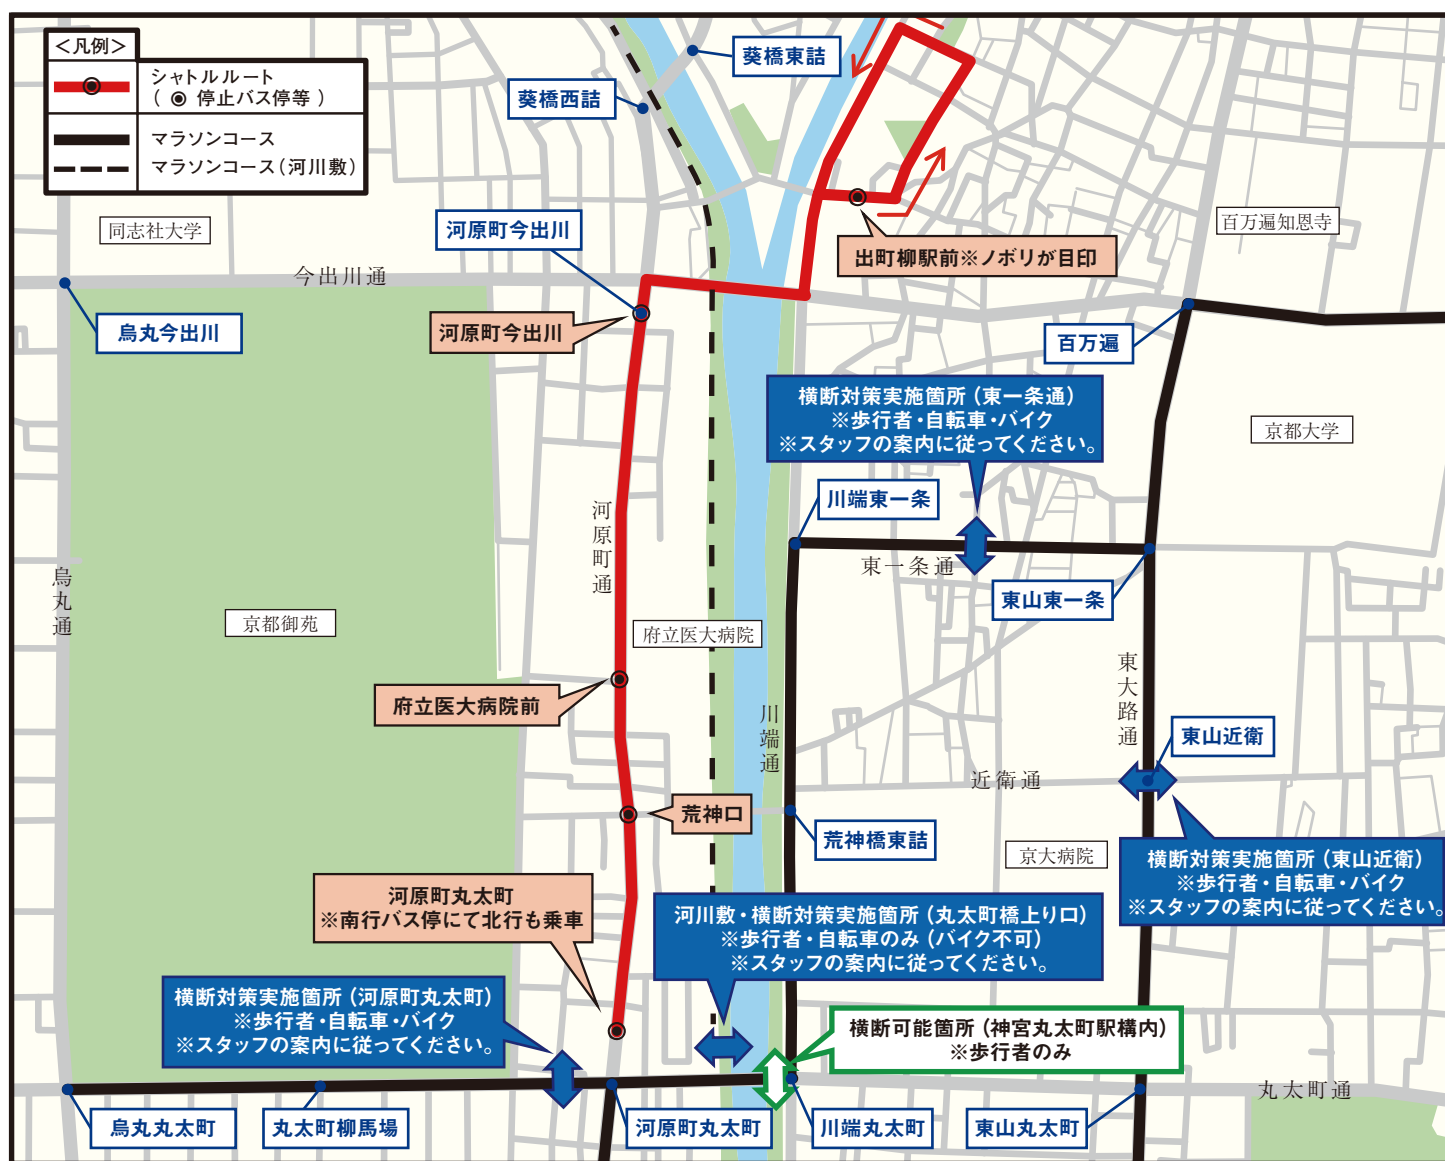 ＜凡例＞
シャトルルート
（ ◉ 停止バス停等 ）
マラソンコース
マラソンコース（河川敷）
葵橋東詰
葵橋西詰
同志社大学
河原町今出川
百万遍知恩寺
出町柳駅前※ノボリが目印
今出川通
烏丸今出川
河原町今出川
百万遍
横断対策実施箇所（東一条通）
※歩行者・自転車・バイク
※スタッフの案内に従ってください。
京都大学
川端東一条
河原町通
東一条通
烏丸通
東山東一条
京都御苑
府立医大病院
東大路通
府立医大病院前
川端通
東山近衛
近衛通
荒神口
荒神橋東詰
京大病院
横断対策実施箇所（東山近衛）
※歩行者・自転車・バイク
※スタッフの案内に従ってください。
河原町丸太町
※南行バス停にて北行も乗車
河川敷・横断対策実施箇所（丸太町橋上り口）
※歩行者・自転車のみ（バイク不可）
※スタッフの案内に従ってください。
横断対策実施箇所（河原町丸太町）
※歩行者・自転車・バイク
※スタッフの案内に従ってください。
横断可能箇所（神宮丸太町駅構内）
※歩行者のみ
丸太町通
烏丸丸太町
丸太町柳馬場
河原町丸太町
川端丸太町
東山丸太町